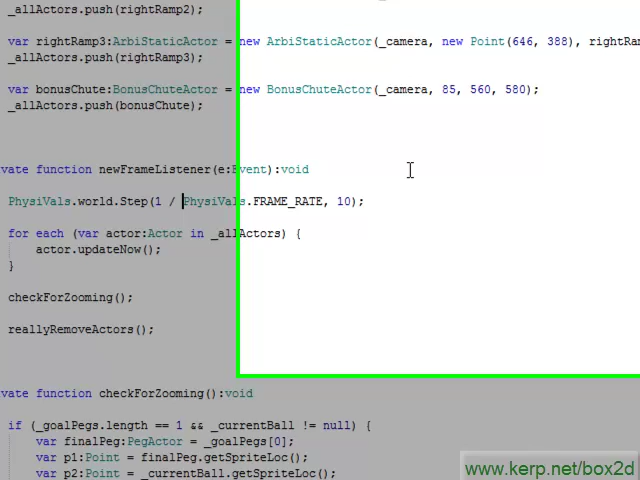 _allActors.push(rightRamp2);
var rightRamp3:ArbiStaticActor = new ArbiStaticActor(_camera, new Point(646, 388), rightRam
_allActors.push(rightRamp3);
var bonusChute:BonusChuteActor = new BonusChuteActor(_camera, 85, 560, 580);
_allActors.push(bonusChute);
vate function newFrameListener(e:Event):void
PhysiVals.world.Step(1 / PhysiVals.FRAME_RATE, 10);
for each (var actor:Actor in _allActors) {
actor.updateNow();
}
checkForZooming();
reallyRemoveActors();
vate function checkForZooming():void
if (_goalPegs.length == 1 && _currentBall != null) {
var finalPeg:PegActor = _goalPegs[0];
var p1:Point = finalPeg.getSpriteLoc();
var p2:Point = _currentBall.getSpriteLoc();
www.kerp.net/box2d